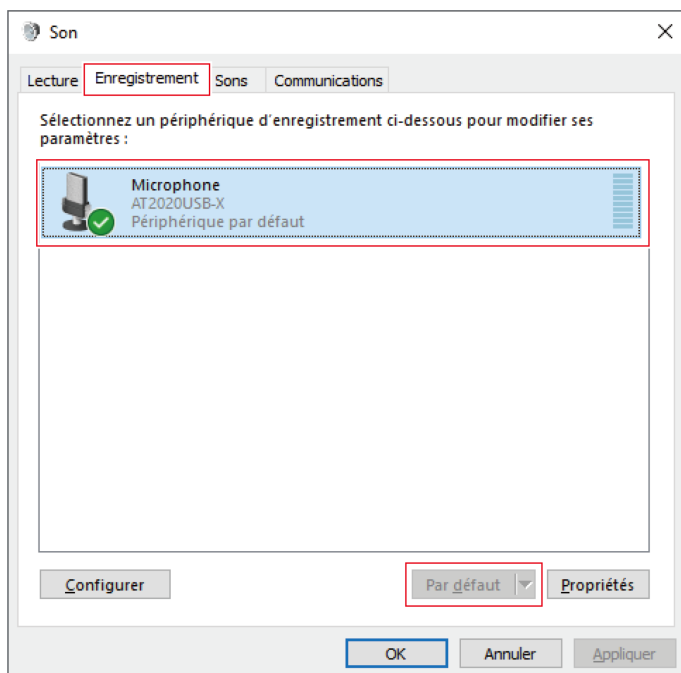 Son
Lecture Enregistrement Sons Communications
Sélectionnez un périphérique d'enregistrement ci-dessous pour modifier ses
paramètres :
Microphone
AT2020USB-X
Périphérique par défaut
Configurer Par défaut Propriétés
OK Annuler Appliquer